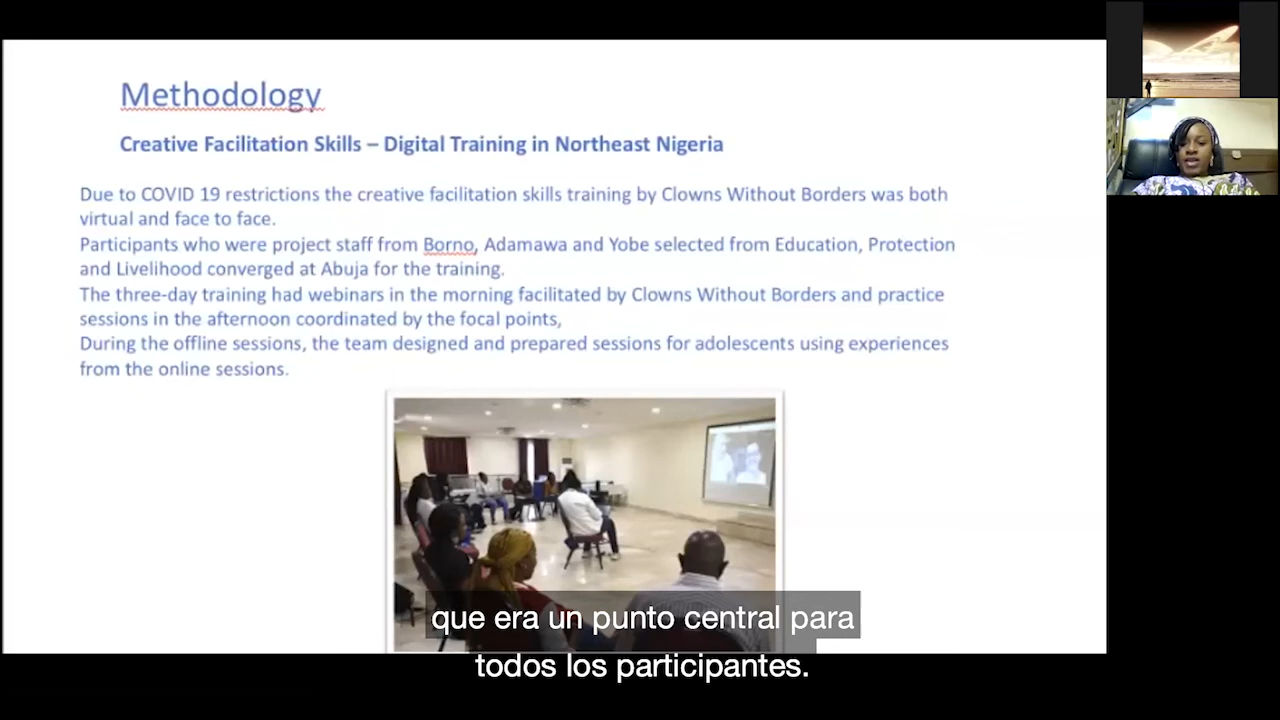 Methodology
Creative Facilitation Skills – Digital Training in Northeast Nigeria
Due to COVID 19 restrictions the creative facilitation skills training by Clowns Without Borders was both
virtual and face to face.
Participants who were project staff from Borno, Adamawa and Yobe selected from Education, Protection
and Livelihood converged at Abuja for the training.
The three-day training had webinars in the morning facilitated by Clowns Without Borders and practice
sessions in the afternoon coordinated by the focal points,
During the offline sessions, the team designed and prepared sessions for adolescents using experiences
from the online sessions.
que era un punto central para
todos los participantes.